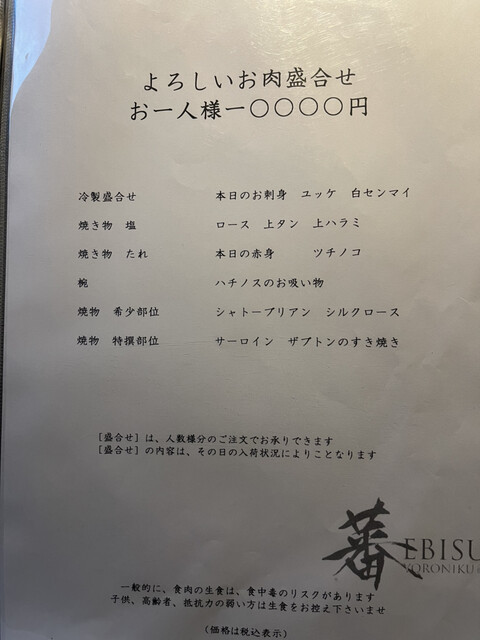 よろしいお肉盛合せ
お一人様一〇〇〇〇円
冷製盛合せ 本日のお刺身 ユッケ 白センマイ
焼き物 塩 ロース 上タン 上ハラミ
焼き物 たれ 本日の赤身 ツチノコ
椀 ハチノスのお吸い物
焼物 希少部位 シャトーブリアン シルクロース
焼物 特撰部位 サーロイン ザブトンのすき焼き
[盛合せ]は、人数様分のご注文でお承りできます
[盛合せ]の内容は、その日の入荷状況によりことなります
蕃 EBISU
YORONIKU
一般的に、食肉の生食は、食中毒のリスクがあります
子供、高齢者、抵抗力の弱い方は生食をお控え下さいませ
(価格は税込表示)